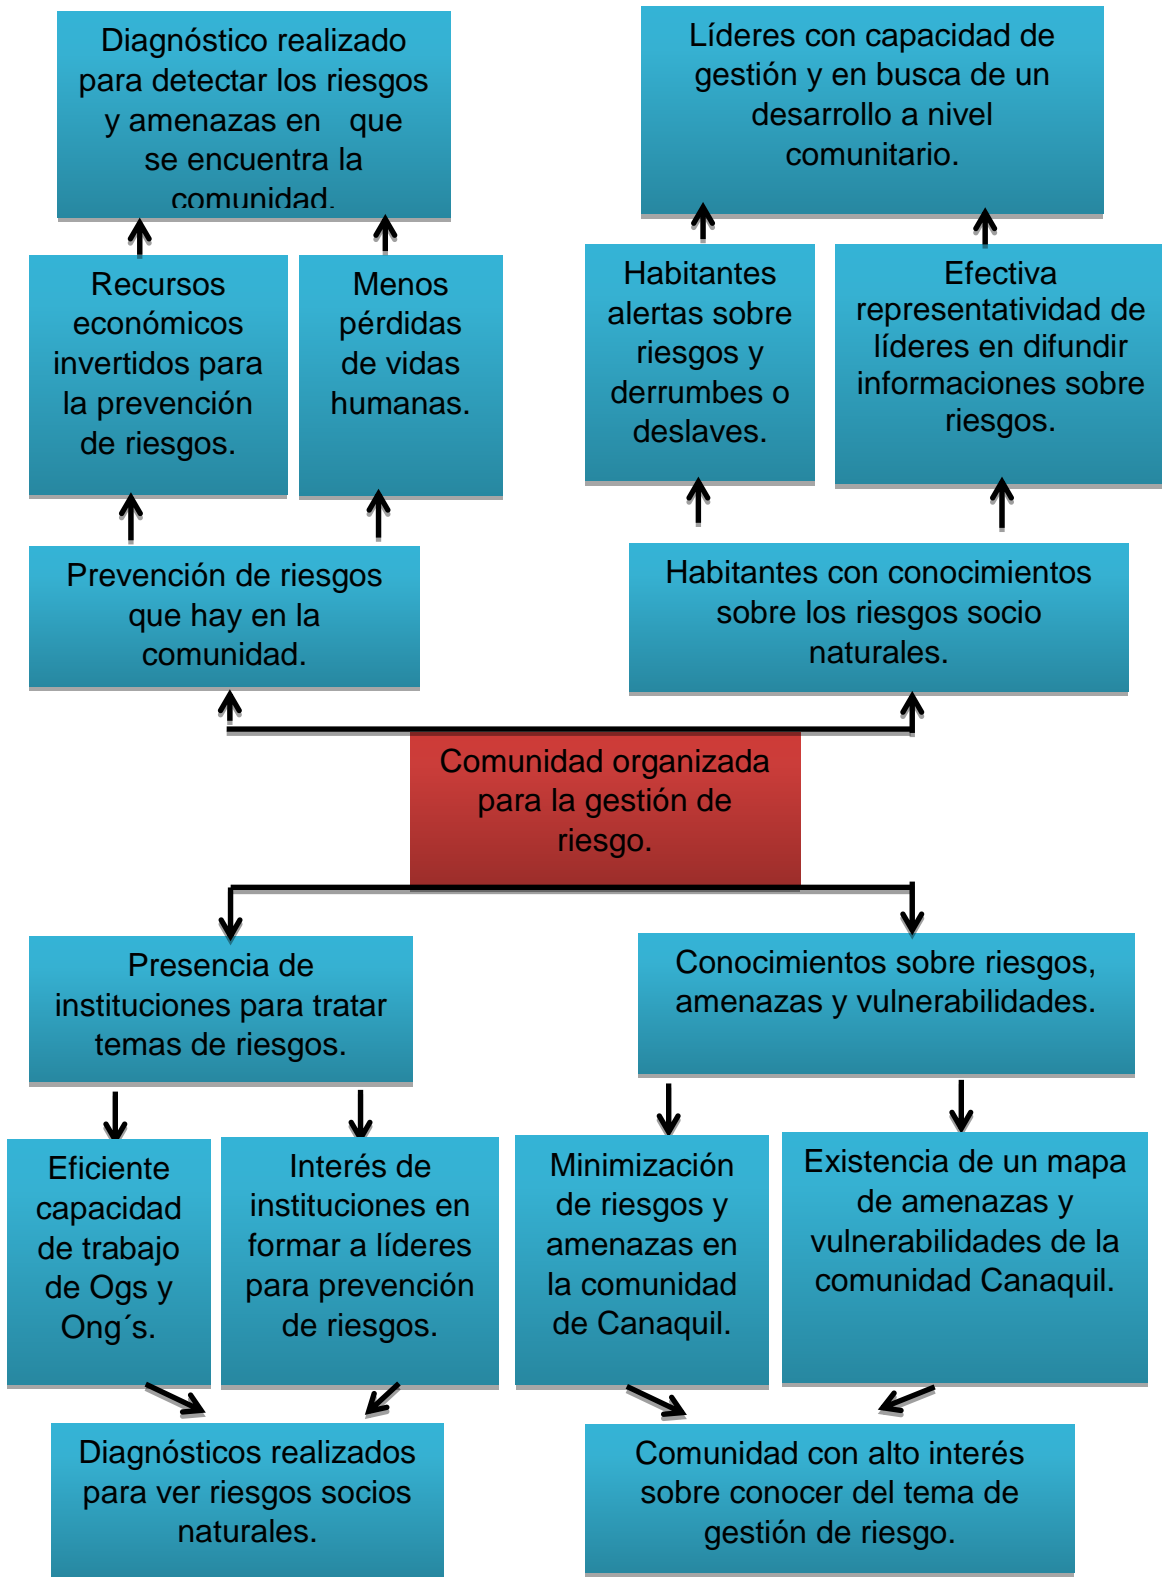 Diagnóstico realizado
para detectar los riesgos
y amenazas en que
se encuentra la
comunidad.
Líderes con capacidad de
gestión y en busca de un
desarrollo a nivel
comunitario.
Recursos
económicos
invertidos para
la prevención
de riesgos.
Menos
pérdidas
de vidas
humanas.
Habitantes
alertas sobre
riesgos y
derrumbes o
deslaves.
Efectiva
representatividad de
líderes en difundir
informaciones sobre
riesgos.
Prevención de riesgos
que hay en la
comunidad.
Habitantes con conocimientos
sobre los riesgos socio
naturales.
Comunidad organizada
para la gestión de
riesgo.
Presencia de
instituciones para tratar
temas de riesgos.
Conocimientos sobre riesgos,
amenazas y vulnerabilidades.
Eficiente
capacidad
de trabajo
de Ogs y
Ong´s.
Interés de
instituciones en
formar a líderes
para prevención
de riesgos.
Minimización
de riesgos y
amenazas en
la comunidad
de Canaquil.
Existencia de un mapa
de amenazas y
vulnerabilidades de la
comunidad Canaquil.
Diagnósticos realizados
para ver riesgos socios
naturales.
Comunidad con alto interés
sobre conocer del tema de
gestión de riesgo.